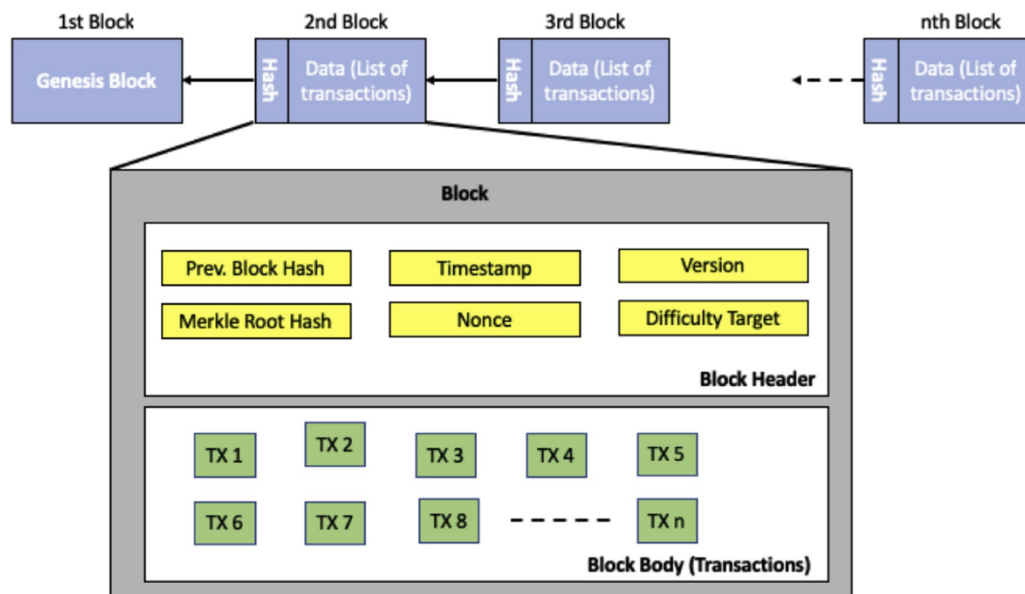 1st Block
2nd Block
3rd Block
nth Block
Genesis Block
Hash
Data (List of
transactions)
Hash
Data (List of
transactions)
Hash
Data (List of
transactions)
Block
Prev. Block Hash
Timestamp
Version
Merkle Root Hash
Nonce
Difficulty Target
Block Header
TX 1
TX 2
TX 3
TX 4
TX 5
TX 6
TX 7
TX 8
TX n
Block Body (Transactions)